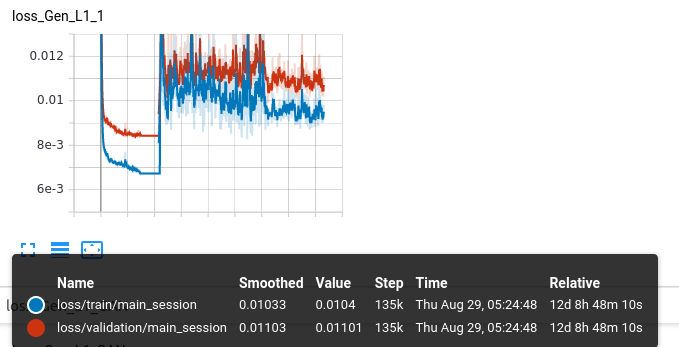 loss_Gen_L1_1
0.012
0.01
8e-3
6e-3
Name Smoothed Value Step Time Relative
loss/train/main_session 0.01033 0.0104 135k Thu Aug 29, 05:24:48 12d 8h 48m 10s
loss/validation/main_session 0.01103 0.01101 135k Thu Aug 29, 05:24:48 12d 8h 48m 10s